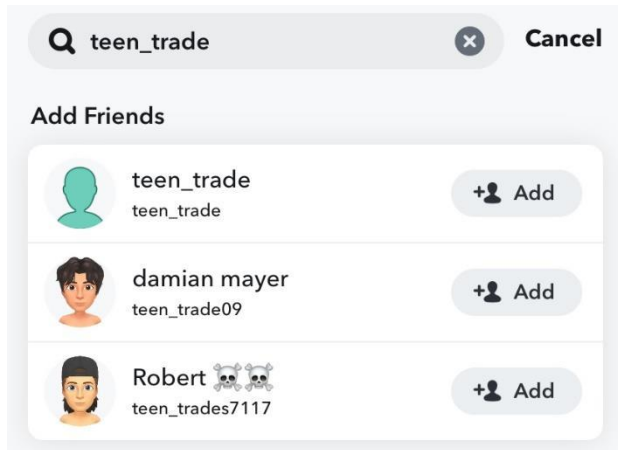 teen_trade
Cancel
Add Friends
teen_trade
teen_trade
Add
damian mayer
teen_trade09
Add
Robert ☠️☠️
teen_trades7117
Add